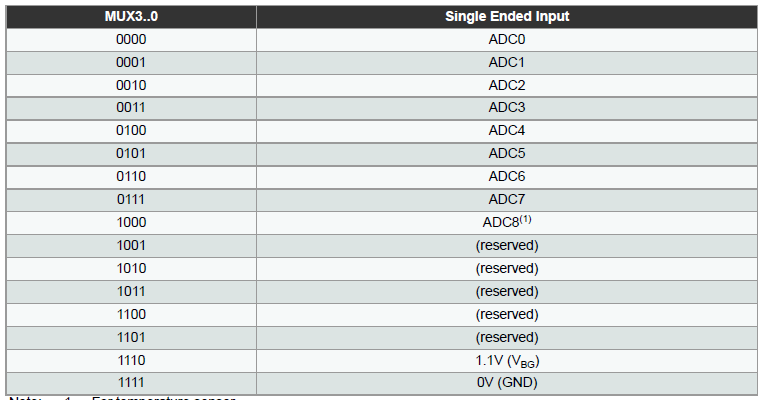 MUX3..0 Single Ended Input
0000 ADC0
0001 ADC1
0010 ADC2
0011 ADC3
0100 ADC4
0101 ADC5
0110 ADC6
0111 ADC7
1000 ADC8(1)
1001 (reserved)
1010 (reserved)
1011 (reserved)
1100 (reserved)
1101 (reserved)
1110 1.1V (VBG)
1111 0V (GND)
Note: 1. For temperature sensor